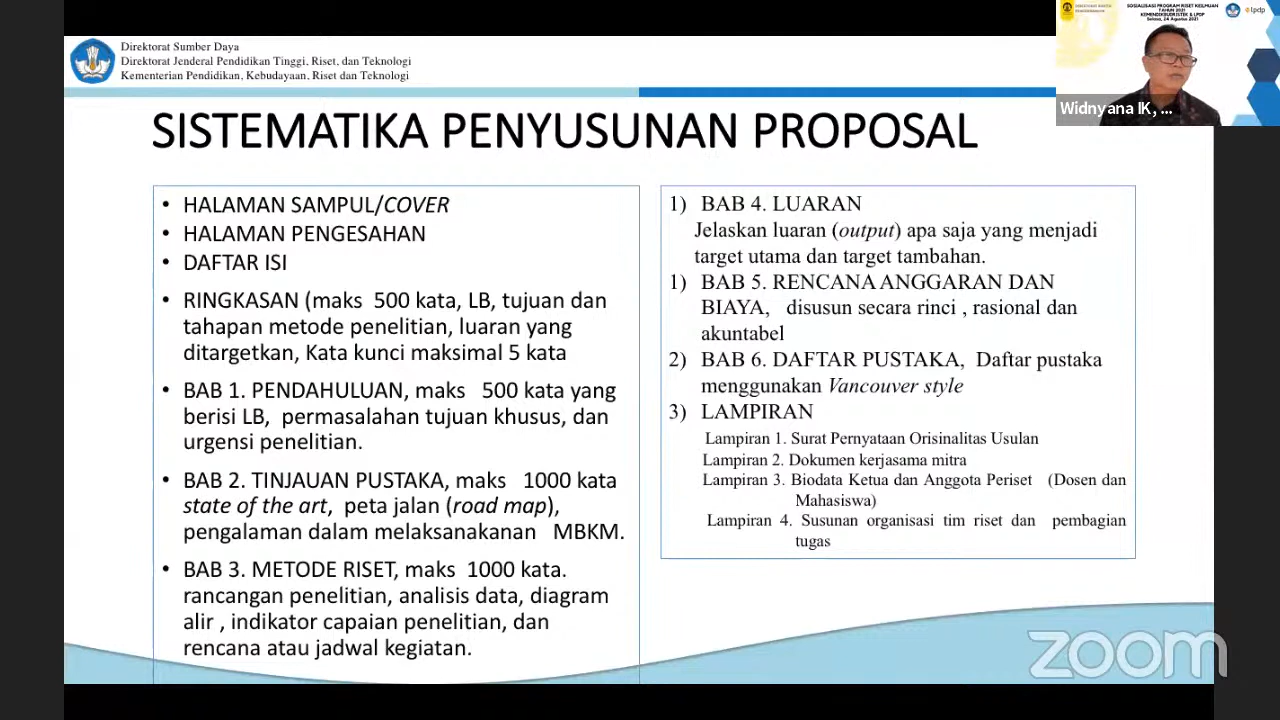 Direktorat Sumber Daya
Direktorat Jenderal Pendidikan Tinggi, Riset, dan Teknologi
Kementerian Pendidikan, Kebudayaan, Riset dan Teknologi
SOSIALISASI PROGRAM RISET KEILMUAN
TAHUN 2021
KEMENDIKBUDRISTEK & LPDP
Selasa, 24 Agustus 2021
lpdp
Widnyana IK, ...
SISTEMATIKA PENYUSUNAN PROPOSAL
• HALAMAN SAMPUL/COVER
• HALAMAN PENGESAHAN
• DAFTAR ISI
• RINGKASAN (maks 500 kata, LB, tujuan dan
tahapan metode penelitian, luaran yang
ditargetkan, Kata kunci maksimal 5 kata
• BAB 1. PENDAHULUAN, maks 500 kata yang
berisi LB, permasalahan tujuan khusus, dan
urgensi penelitian.
• BAB 2. TINJAUAN PUSTAKA, maks 1000 kata
state of the art, peta jalan (road map),
pengalaman dalam melaksanakanan MBKM.
• BAB 3. METODE RISET, maks 1000 kata.
rancangan penelitian, analisis data, diagram
alir , indikator capaian penelitian, dan
rencana atau jadwal kegiatan.
1) BAB 4. LUARAN
Jelaskan luaran (output) apa saja yang menjadi
target utama dan target tambahan.
1) BAB 5. RENCANA ANGGARAN DAN
BIAYA, disusun secara rinci , rasional dan
akuntabel
2) BAB 6. DAFTAR PUSTAKA, Daftar pustaka
menggunakan Vancouver style
3) LAMPIRAN
Lampiran 1. Surat Pernyataan Orisinalitas Usulan
Lampiran 2. Dokumen kerjasama mitra
Lampiran 3. Biodata Ketua dan Anggota Periset (Dosen dan
Mahasiswa)
Lampiran 4. Susunan organisasi tim riset dan pembagian
tugas
zoom